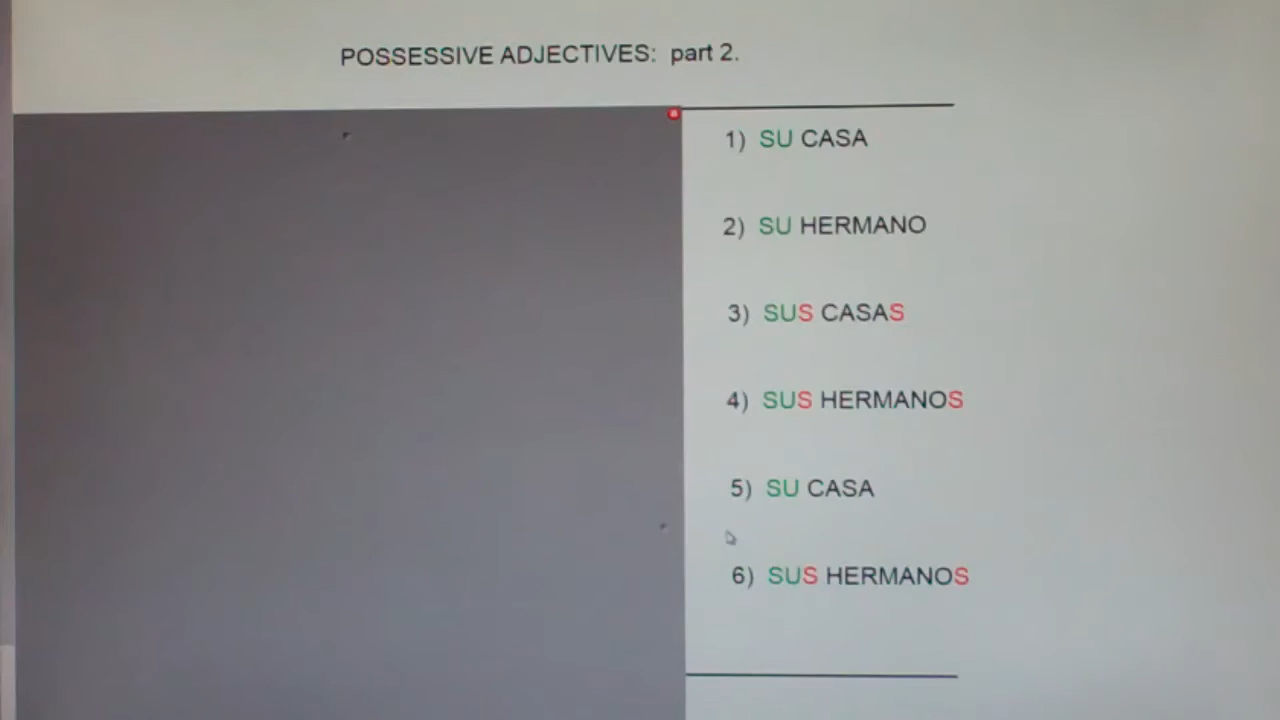 POSSESSIVE ADJECTIVES: part 2.
1) SU CASA
2) SU HERMANO
3) SUS CASAS
4) SUS HERMANOS
5) SU CASA
6) SUS HERMANOS